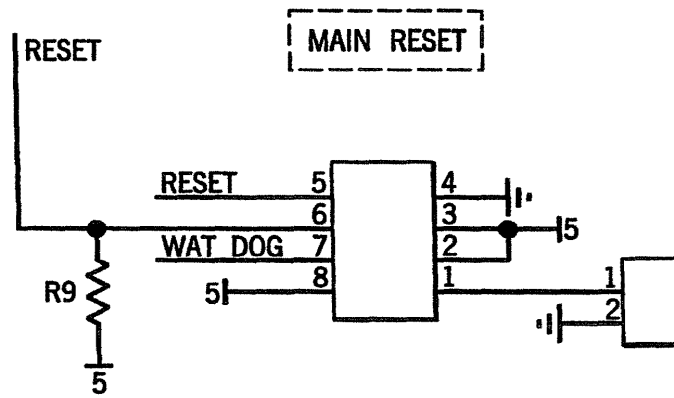 RESET
MAIN RESET
RESET 5 4
6 3 5
WAT DOG 7 2
5 8 1 1
R9 2
5